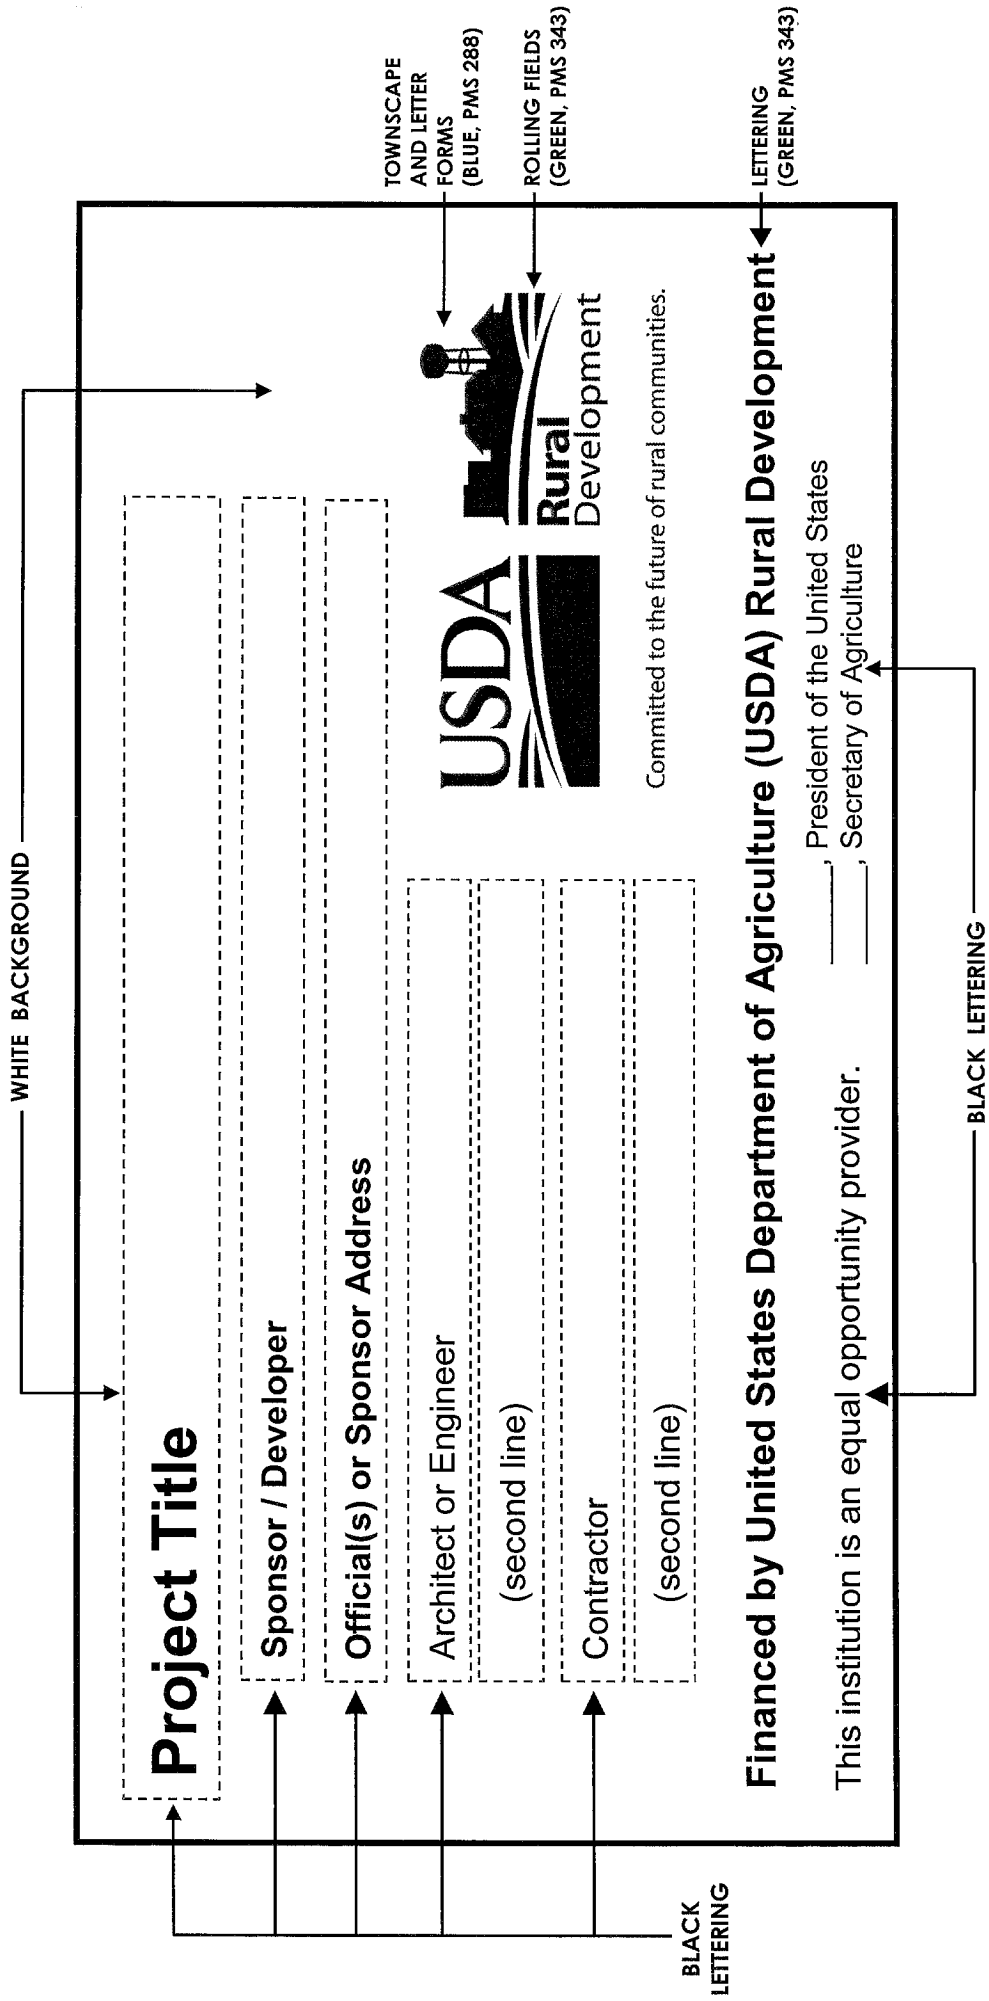 WHITE BACKGROUND
Project Title
Sponsor / Developer
Official(s) or Sponsor Address
Architect or Engineer
(second line)
Contractor
(second line)
USDA
Rural
Development
Committed to the future of rural communities.
Financed by United States Department of Agriculture (USDA) Rural Development
This institution is an equal opportunity provider.
______, President of the United States
______, Secretary of Agriculture
BLACK
LETTERING
BLACK LETTERING
TOWNSCAPE
AND LETTER
FORMS
(BLUE, PMS 288)
ROLLING FIELDS
(GREEN, PMS 343)
LETTERING
(GREEN, PMS 343)